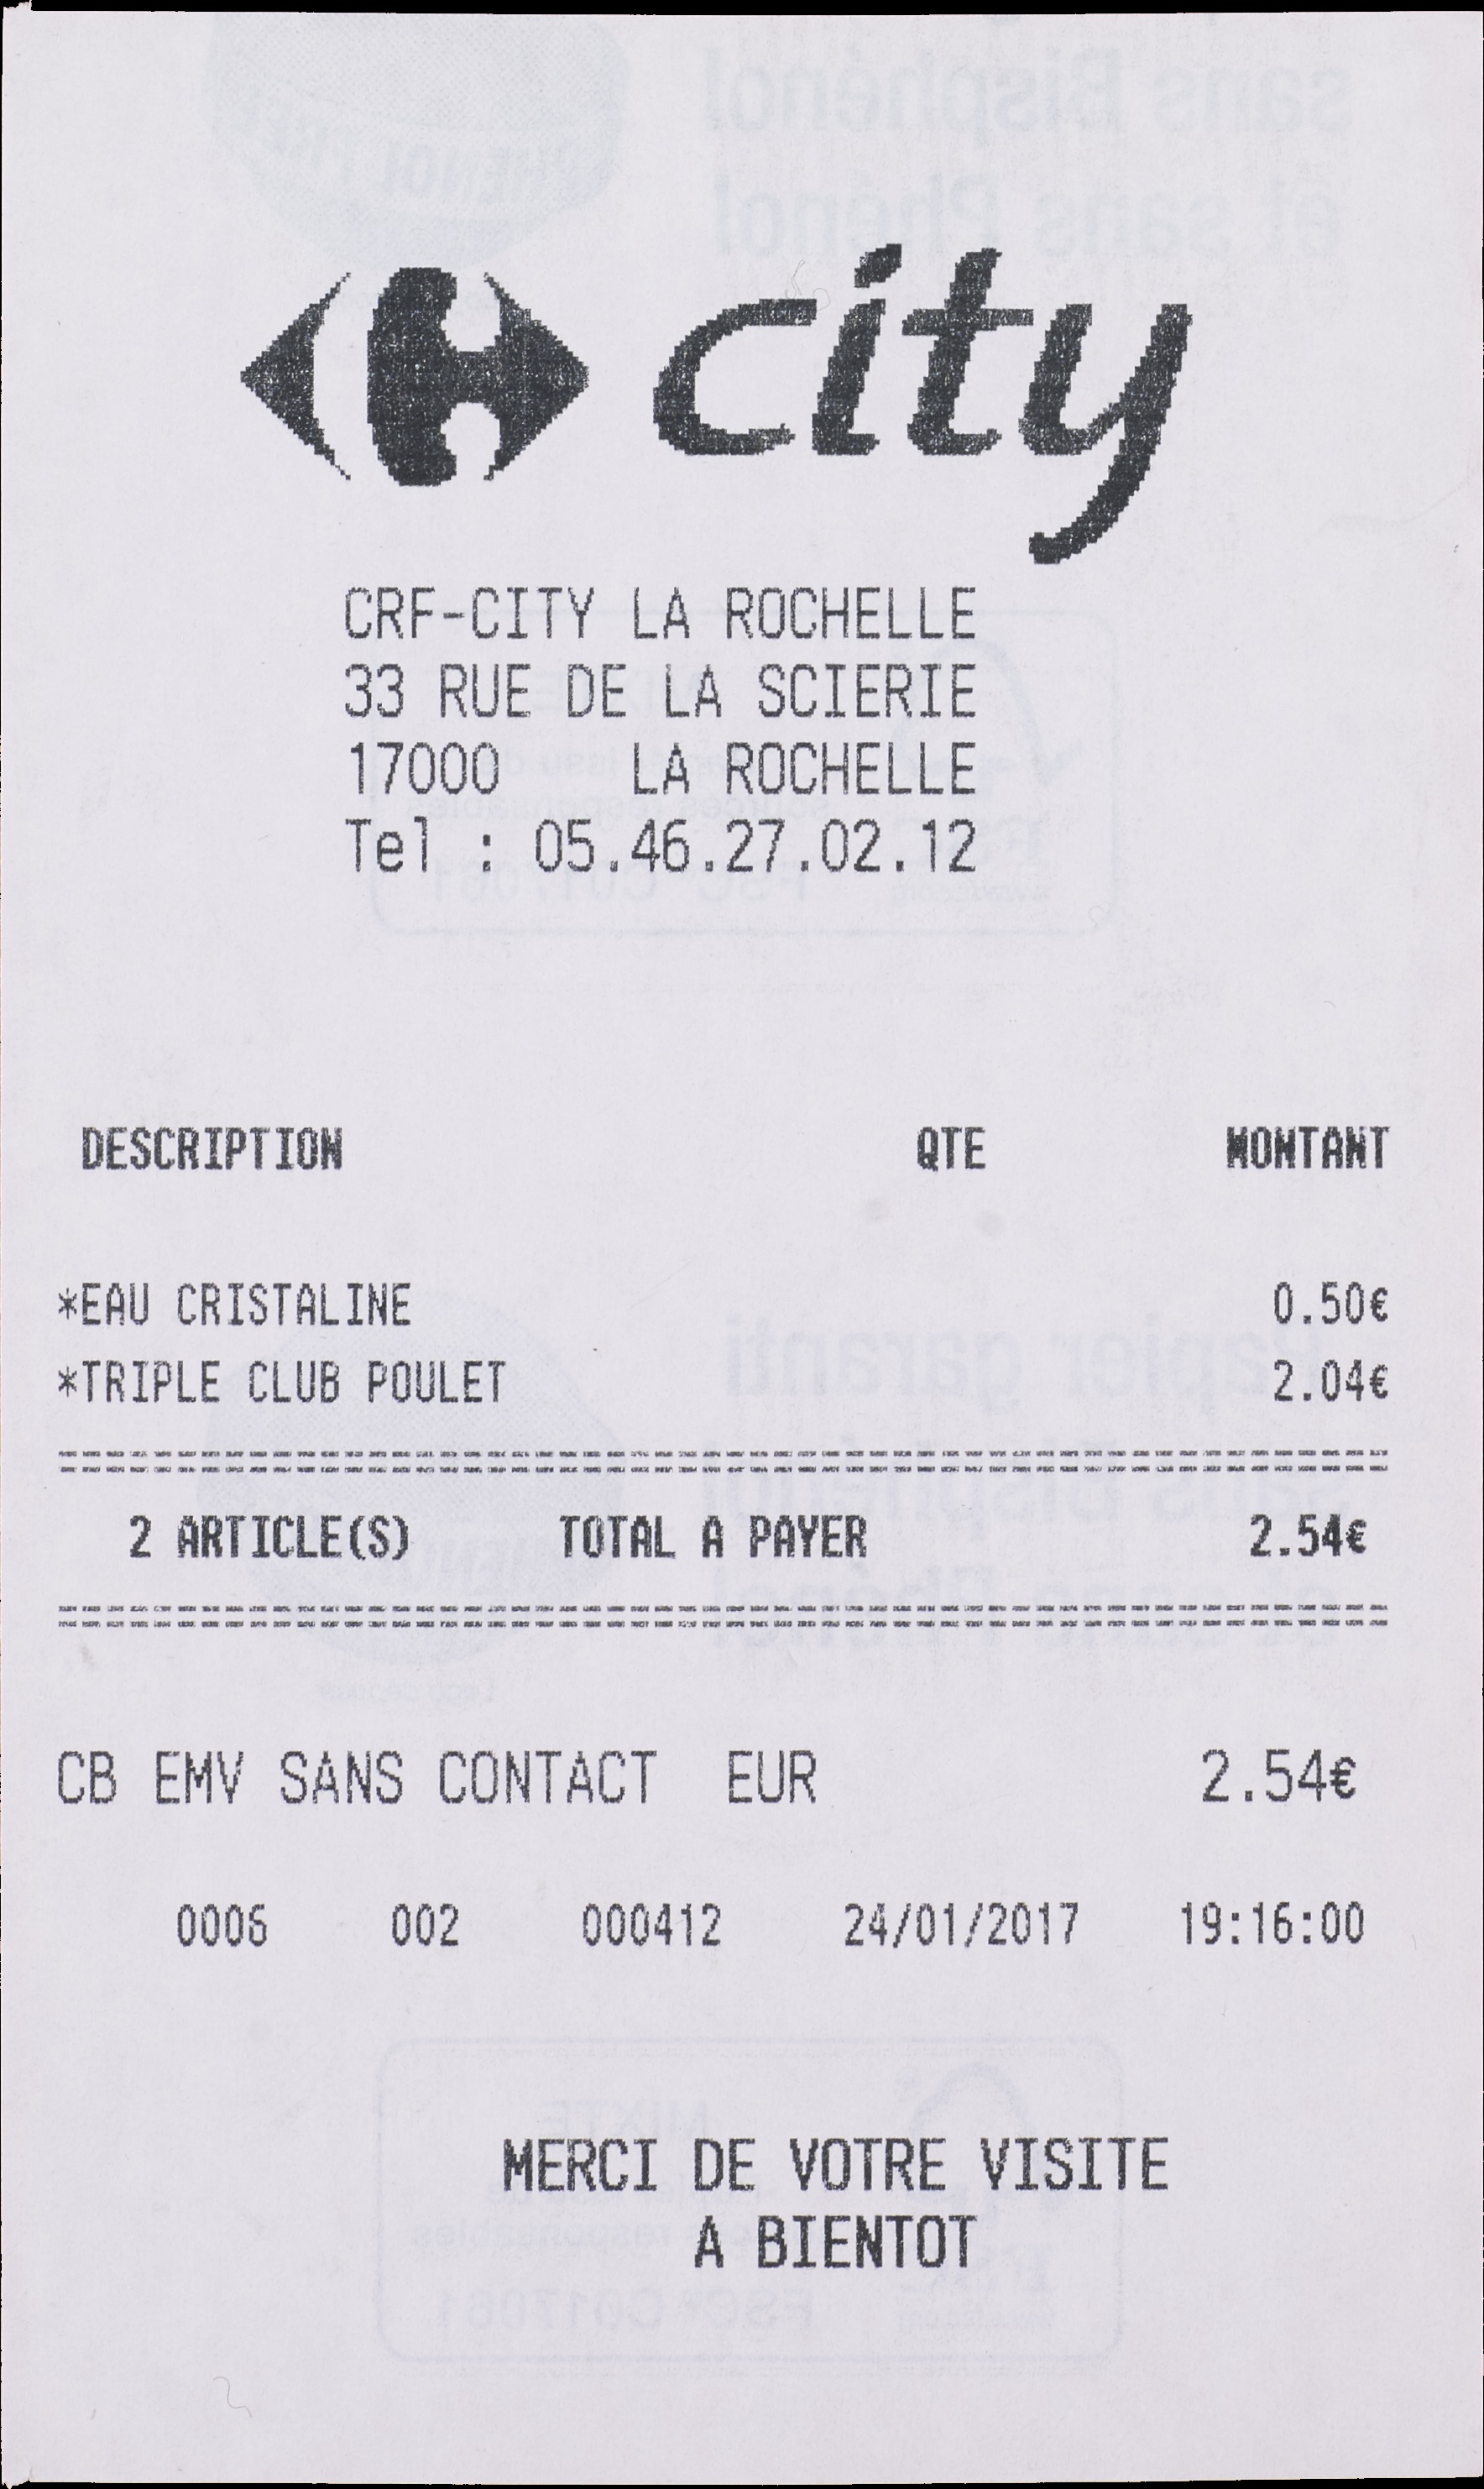 city
CRF-CITY LA ROCHELLE
33 RUE DE LA SCIERIE
17000 LA ROCHELLE
Tel : 05.46.27.02.12
DESCRIPTION QTE MONTANT
*EAU CRISTALINE 0.50€
*TRIPLE CLUB POULET 2.04€
2 ARTICLE(S) TOTAL A PAYER 2.54€
CB EMV SANS CONTACT EUR 2.54€
0006 002 000412 24/01/2017 19:16:00
MERCI DE VOTRE VISITE
A BIENTOT